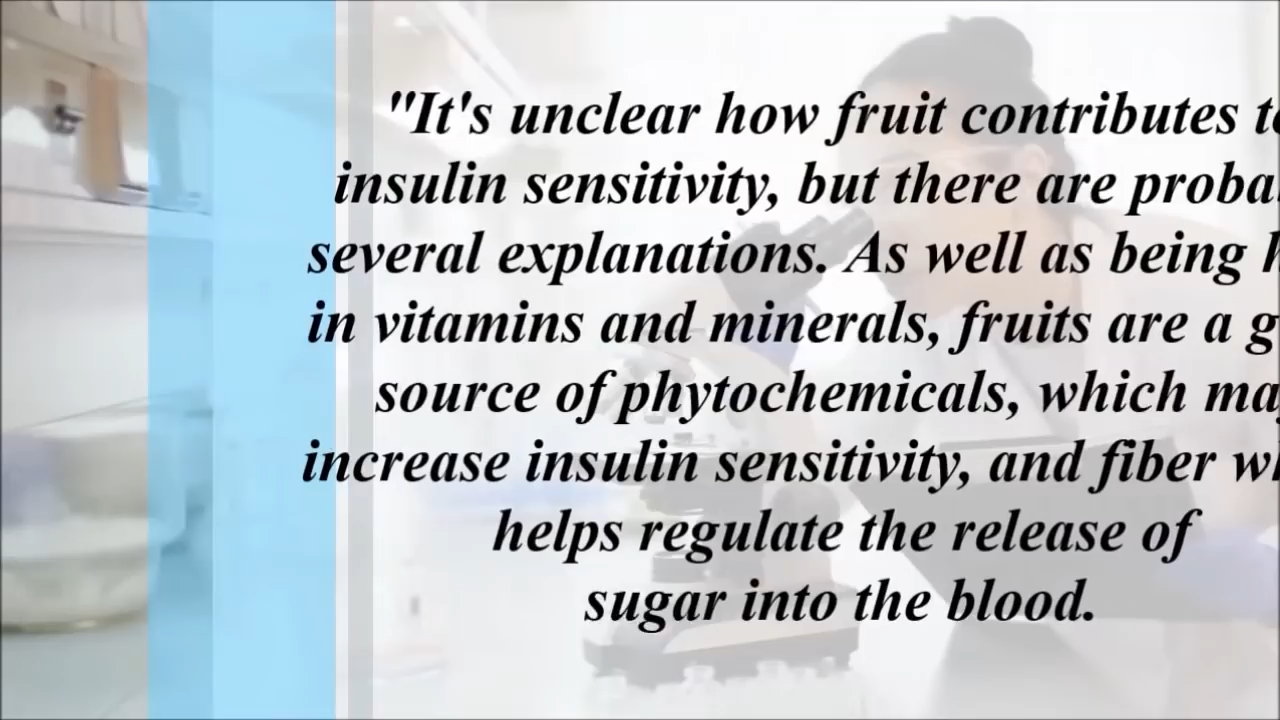 "It's unclear how fruit contributes
insulin sensitivity, but there are
several explanations. As well as being
in vitamins and minerals, fruits are a
source of phytochemicals, which
increase insulin sensitivity, and fiber
helps regulate the release of
sugar into the blood.